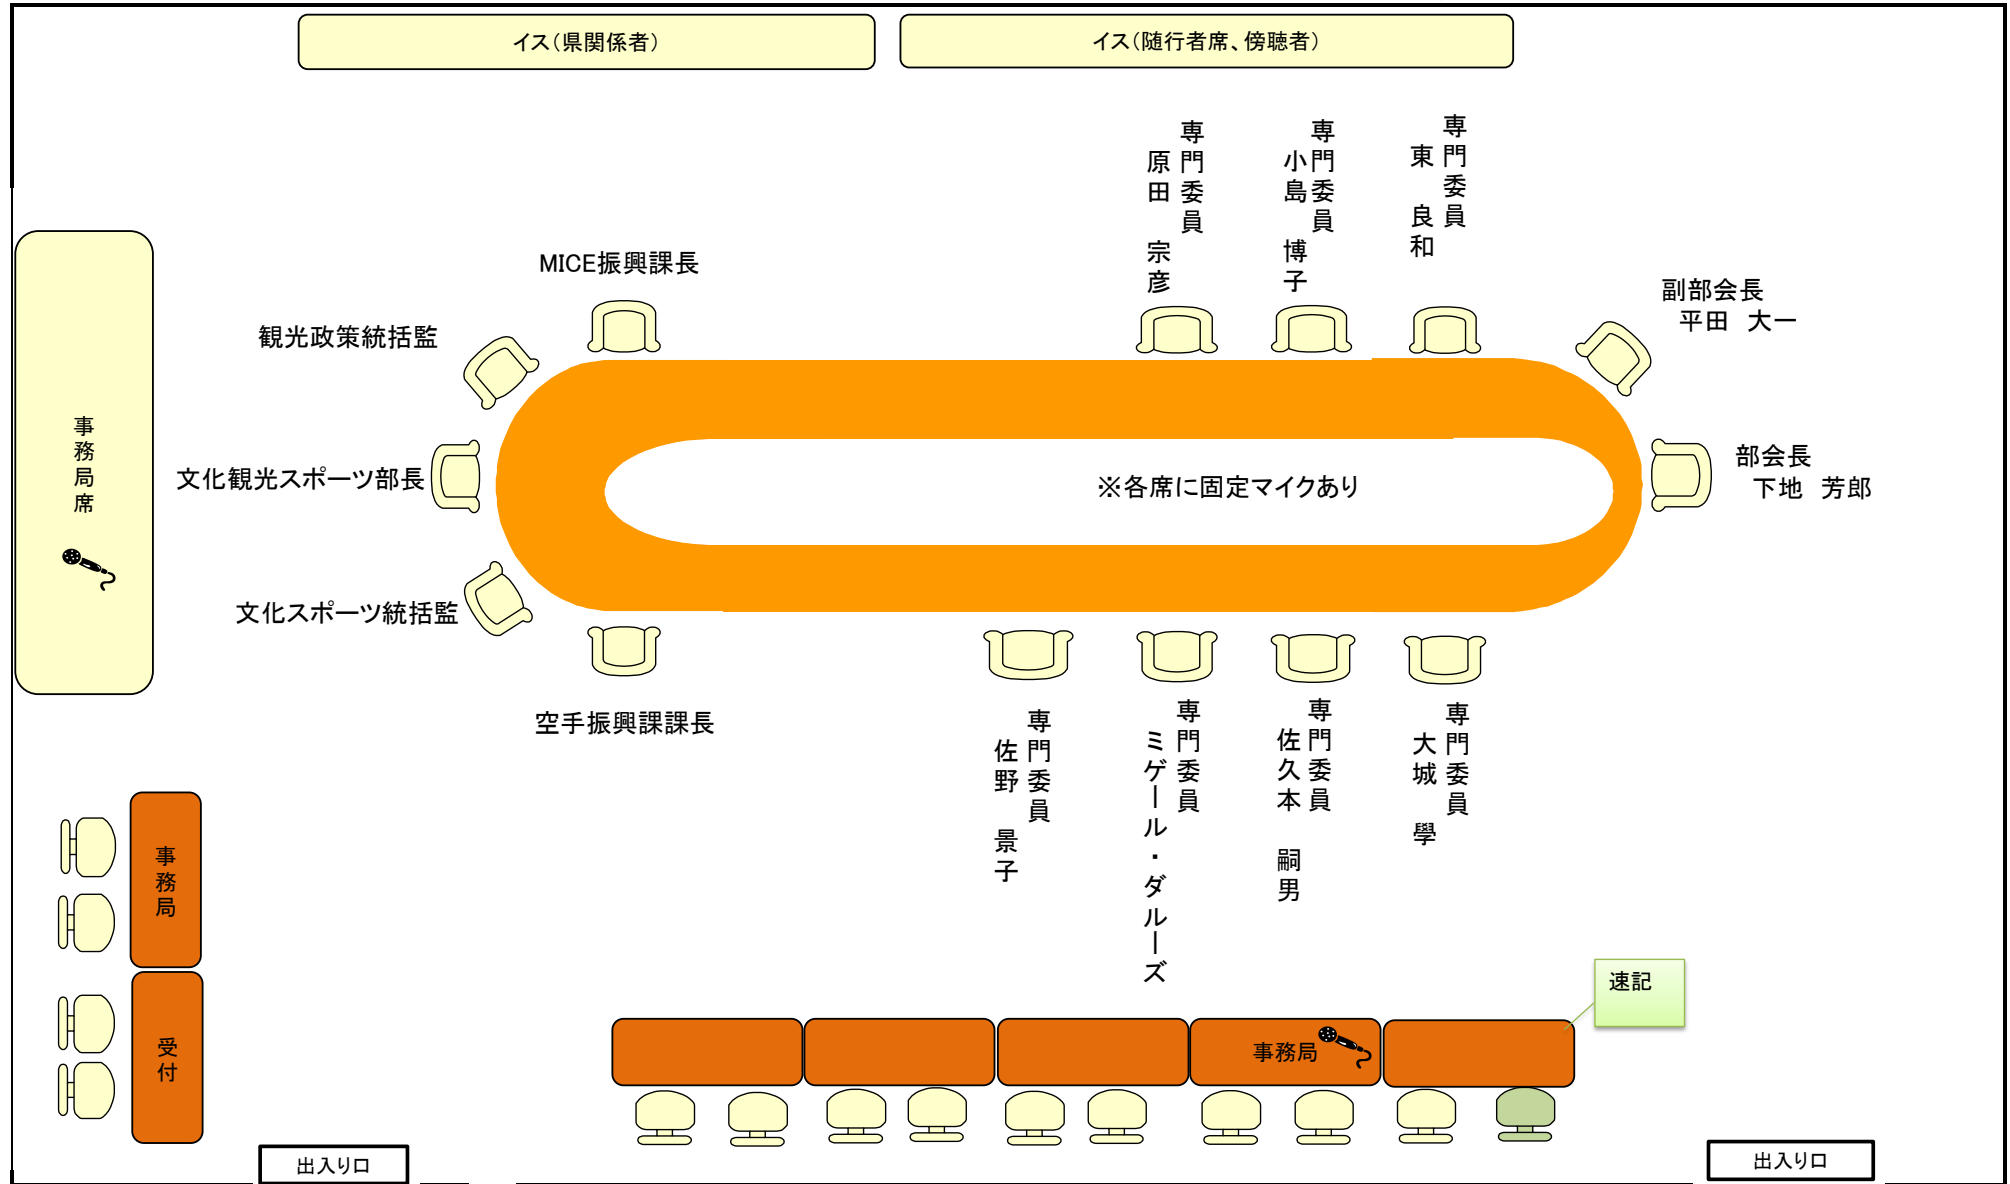 イス（県関係者）
イス（随行者席、傍聴者）
専門委員
原田　宗彦
専門委員
小島　博子
専門委員
東　良和
MICE振興課長
副部会長
平田　大一
観光政策統括監
事務局席
文化観光スポーツ部長
※各席に固定マイクあり
部会長
下地　芳郎
文化スポーツ統括監
空手振興課課長
専門委員
佐野　景子
専門委員
ミゲール・ダルーズ
専門委員
佐久本　嗣男
専門委員
大城　學
事務局
受付
速記
事務局
出入り口
出入り口